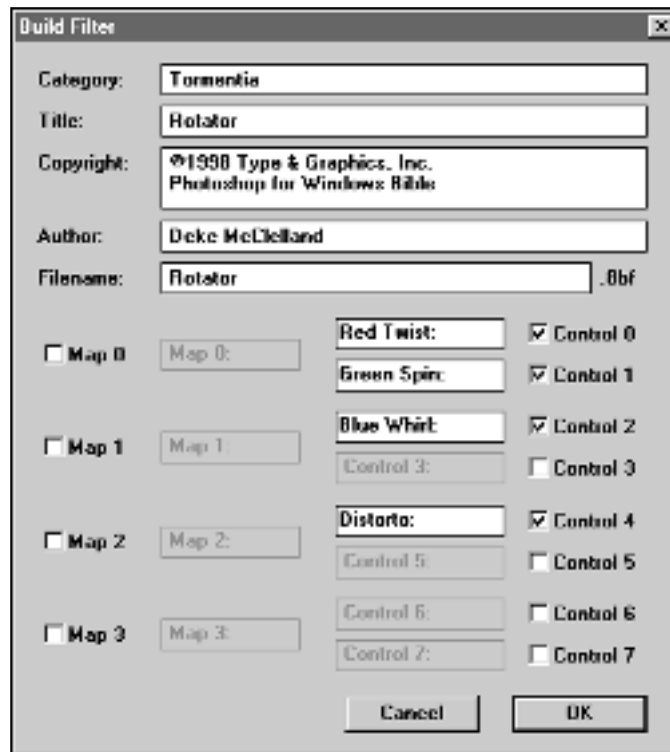 Build Filter
Category: Tormentia
Title: Rotator
Copyright: ©1998 Type & Graphics, Inc.
Photoshop for Windows Bible
Author: Deke McClelland
Filename: Rotator .8bf
Red Twist: Control 0
Map 0 Map 0:
Green Spin: Control 1
Blue Whirl: Control 2
Map 1 Map 1:
Control 3: Control 3
Distorto: Control 4
Map 2 Map 2:
Control 5: Control 5
Control 6: Control 6
Map 3 Map 3:
Control 7: Control 7
Cancel OK